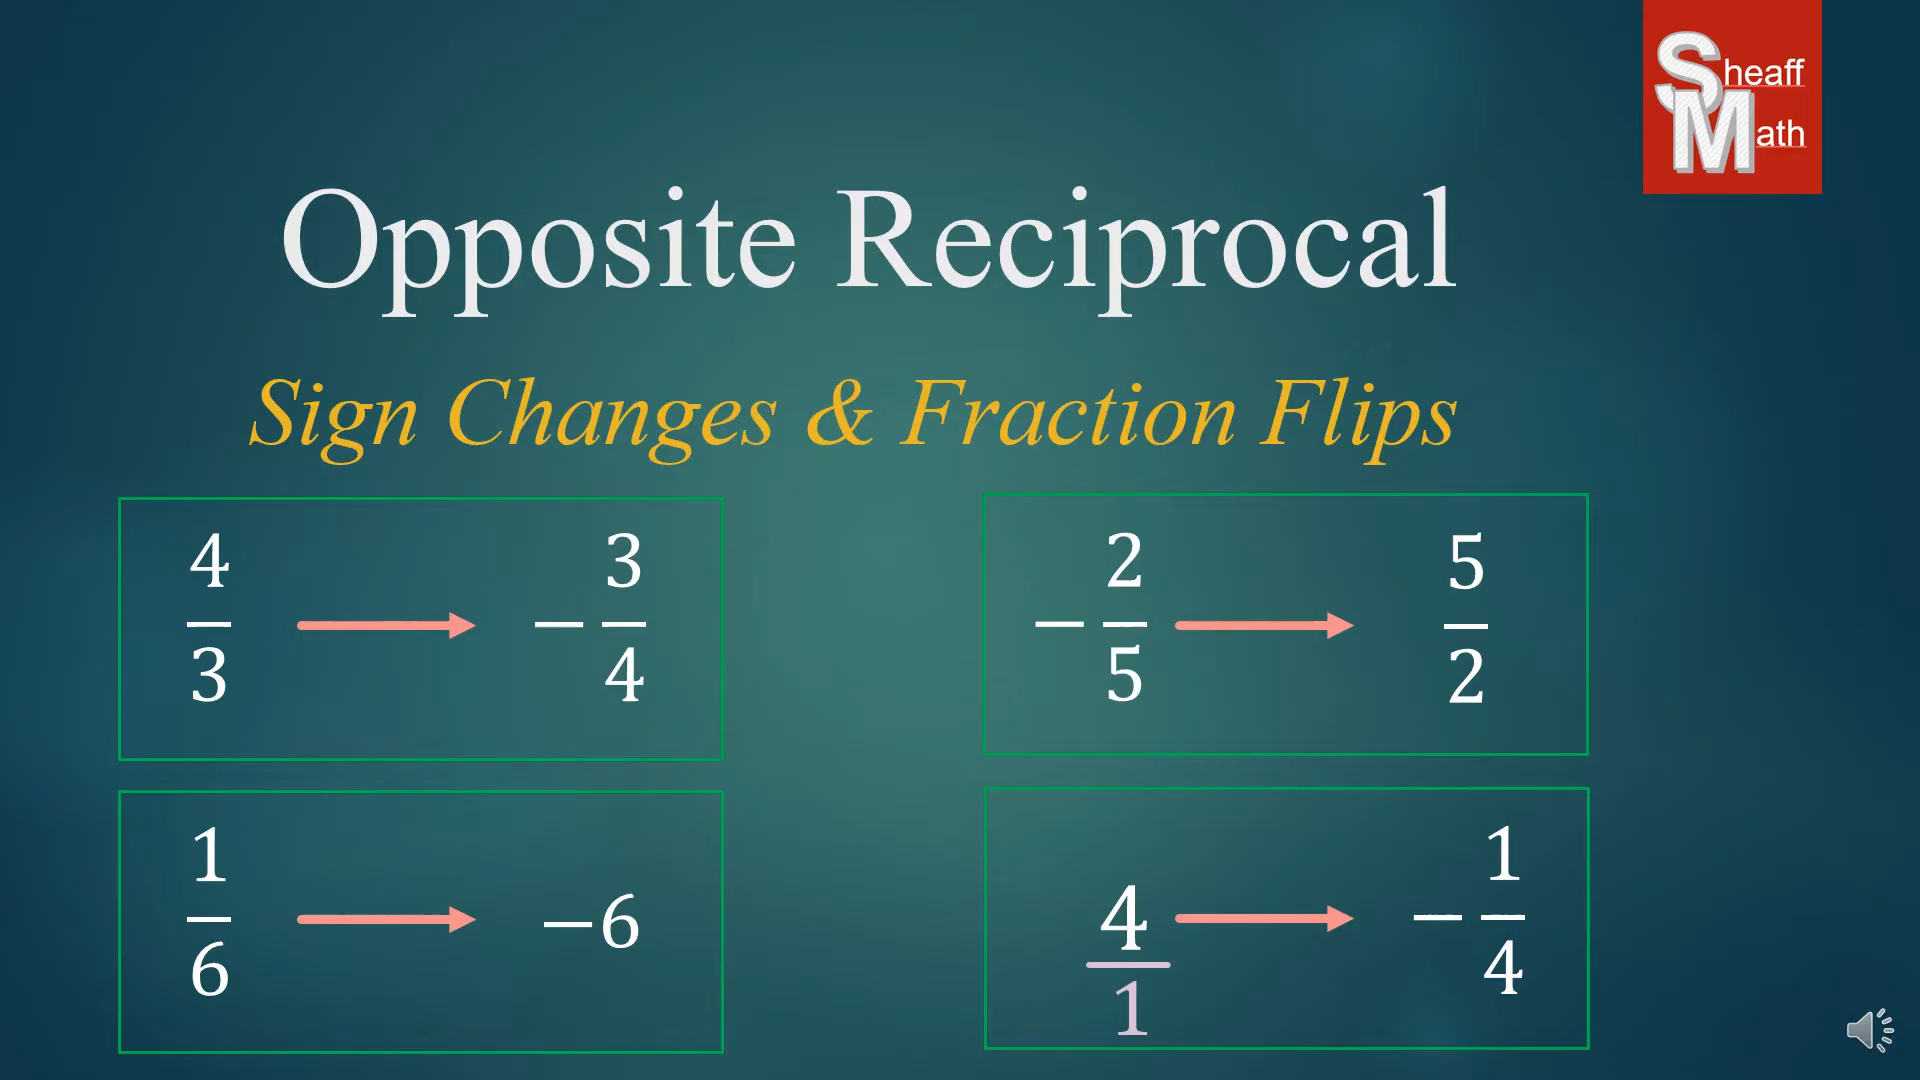 Sheaff
Math
Opposite Reciprocal
Sign Changes & Fraction Flips
4/3 → −3/4
−2/5 → 5/2
1/6 → −6
4/1 → −1/4